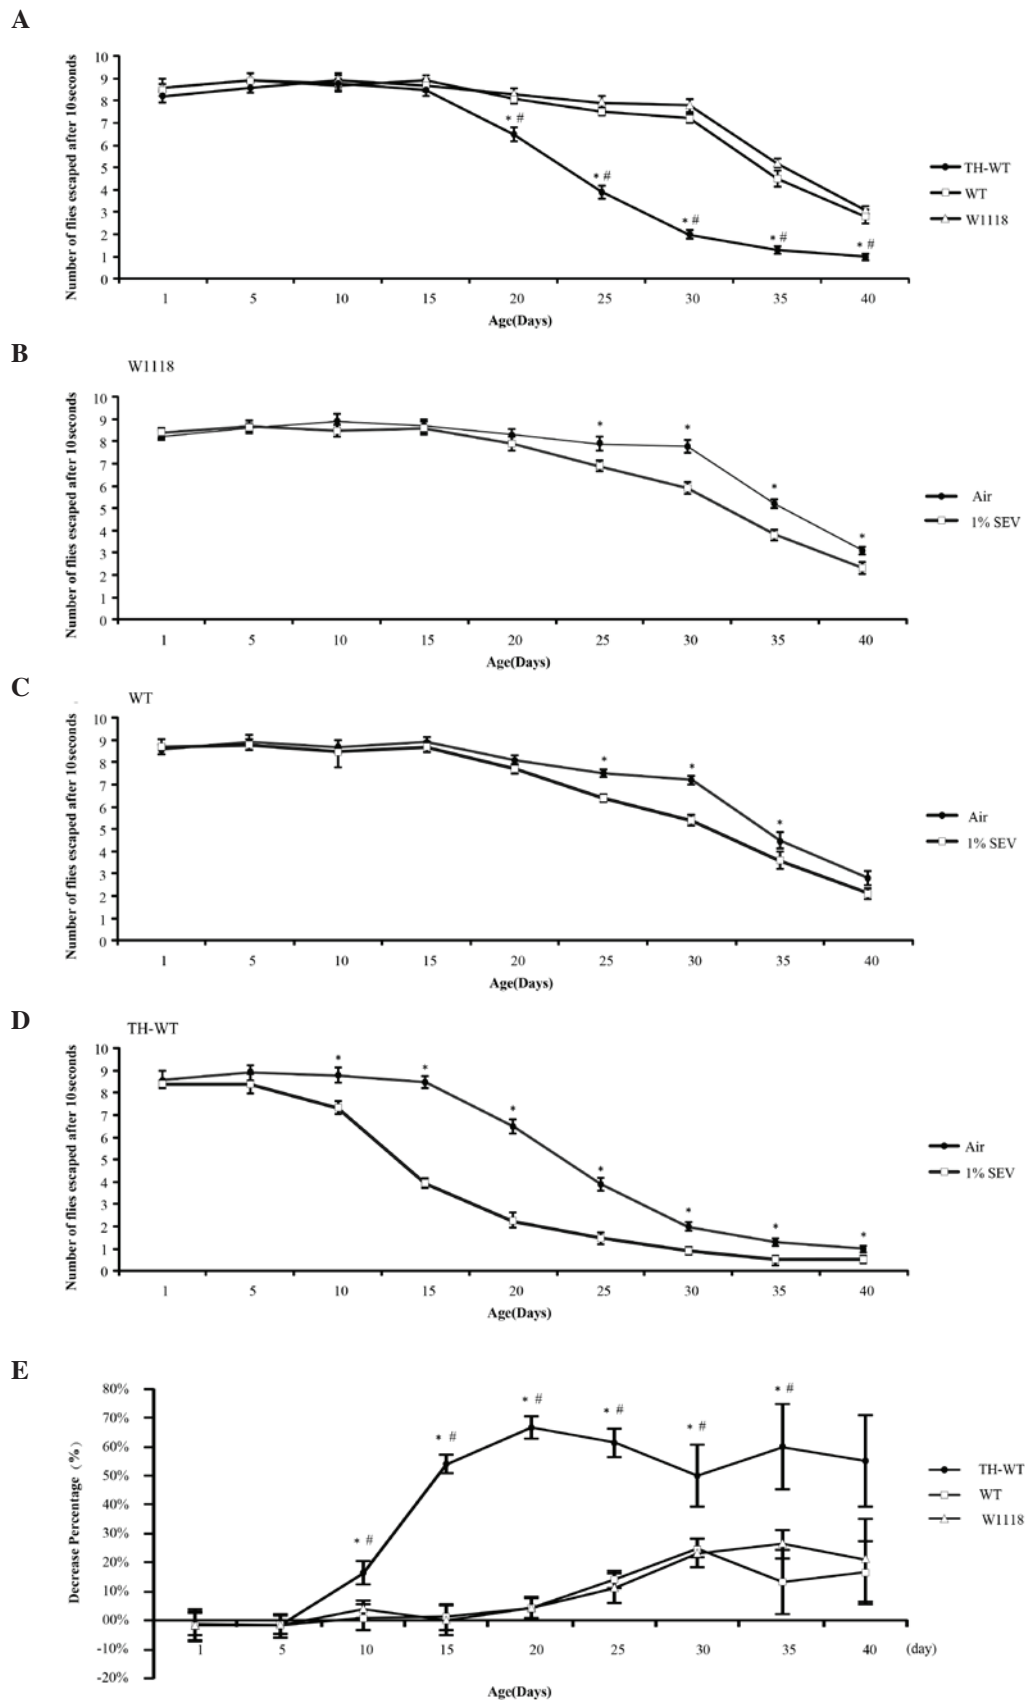 A
Number of flies escaped after 10seconds
10
9
8
7
6
5
4
3
2
1
0
* #
* #
* #
* #
* #
1 5 10 15 20 25 30 35 40
Age(Days)
TH-WT
WT
W1118
B
W1118
Number of flies escaped after 10seconds
10
9
8
7
6
5
4
3
2
1
0
* * * *
1 5 10 15 20 25 30 35 40
Age(Days)
Air
1% SEV
C
WT
Number of flies escaped after 10seconds
10
9
8
7
6
5
4
3
2
1
0
* * *
1 5 10 15 20 25 30 35 40
Age(Days)
Air
1% SEV
D
TH-WT
Number of flies escaped after 10seconds
10
9
8
7
6
5
4
3
2
1
0
* * * * * * *
1 5 10 15 20 25 30 35 40
Age(Days)
Air
1% SEV
E
Decrease Percentage (%)
80%
70%
60%
50%
40%
30%
20%
10%
00%
-10%
-20%
* #
* #
* #
* #
* #
* #
1 5 10 15 20 25 30 35 40 (day)
Age(Days)
TH-WT
WT
W1118